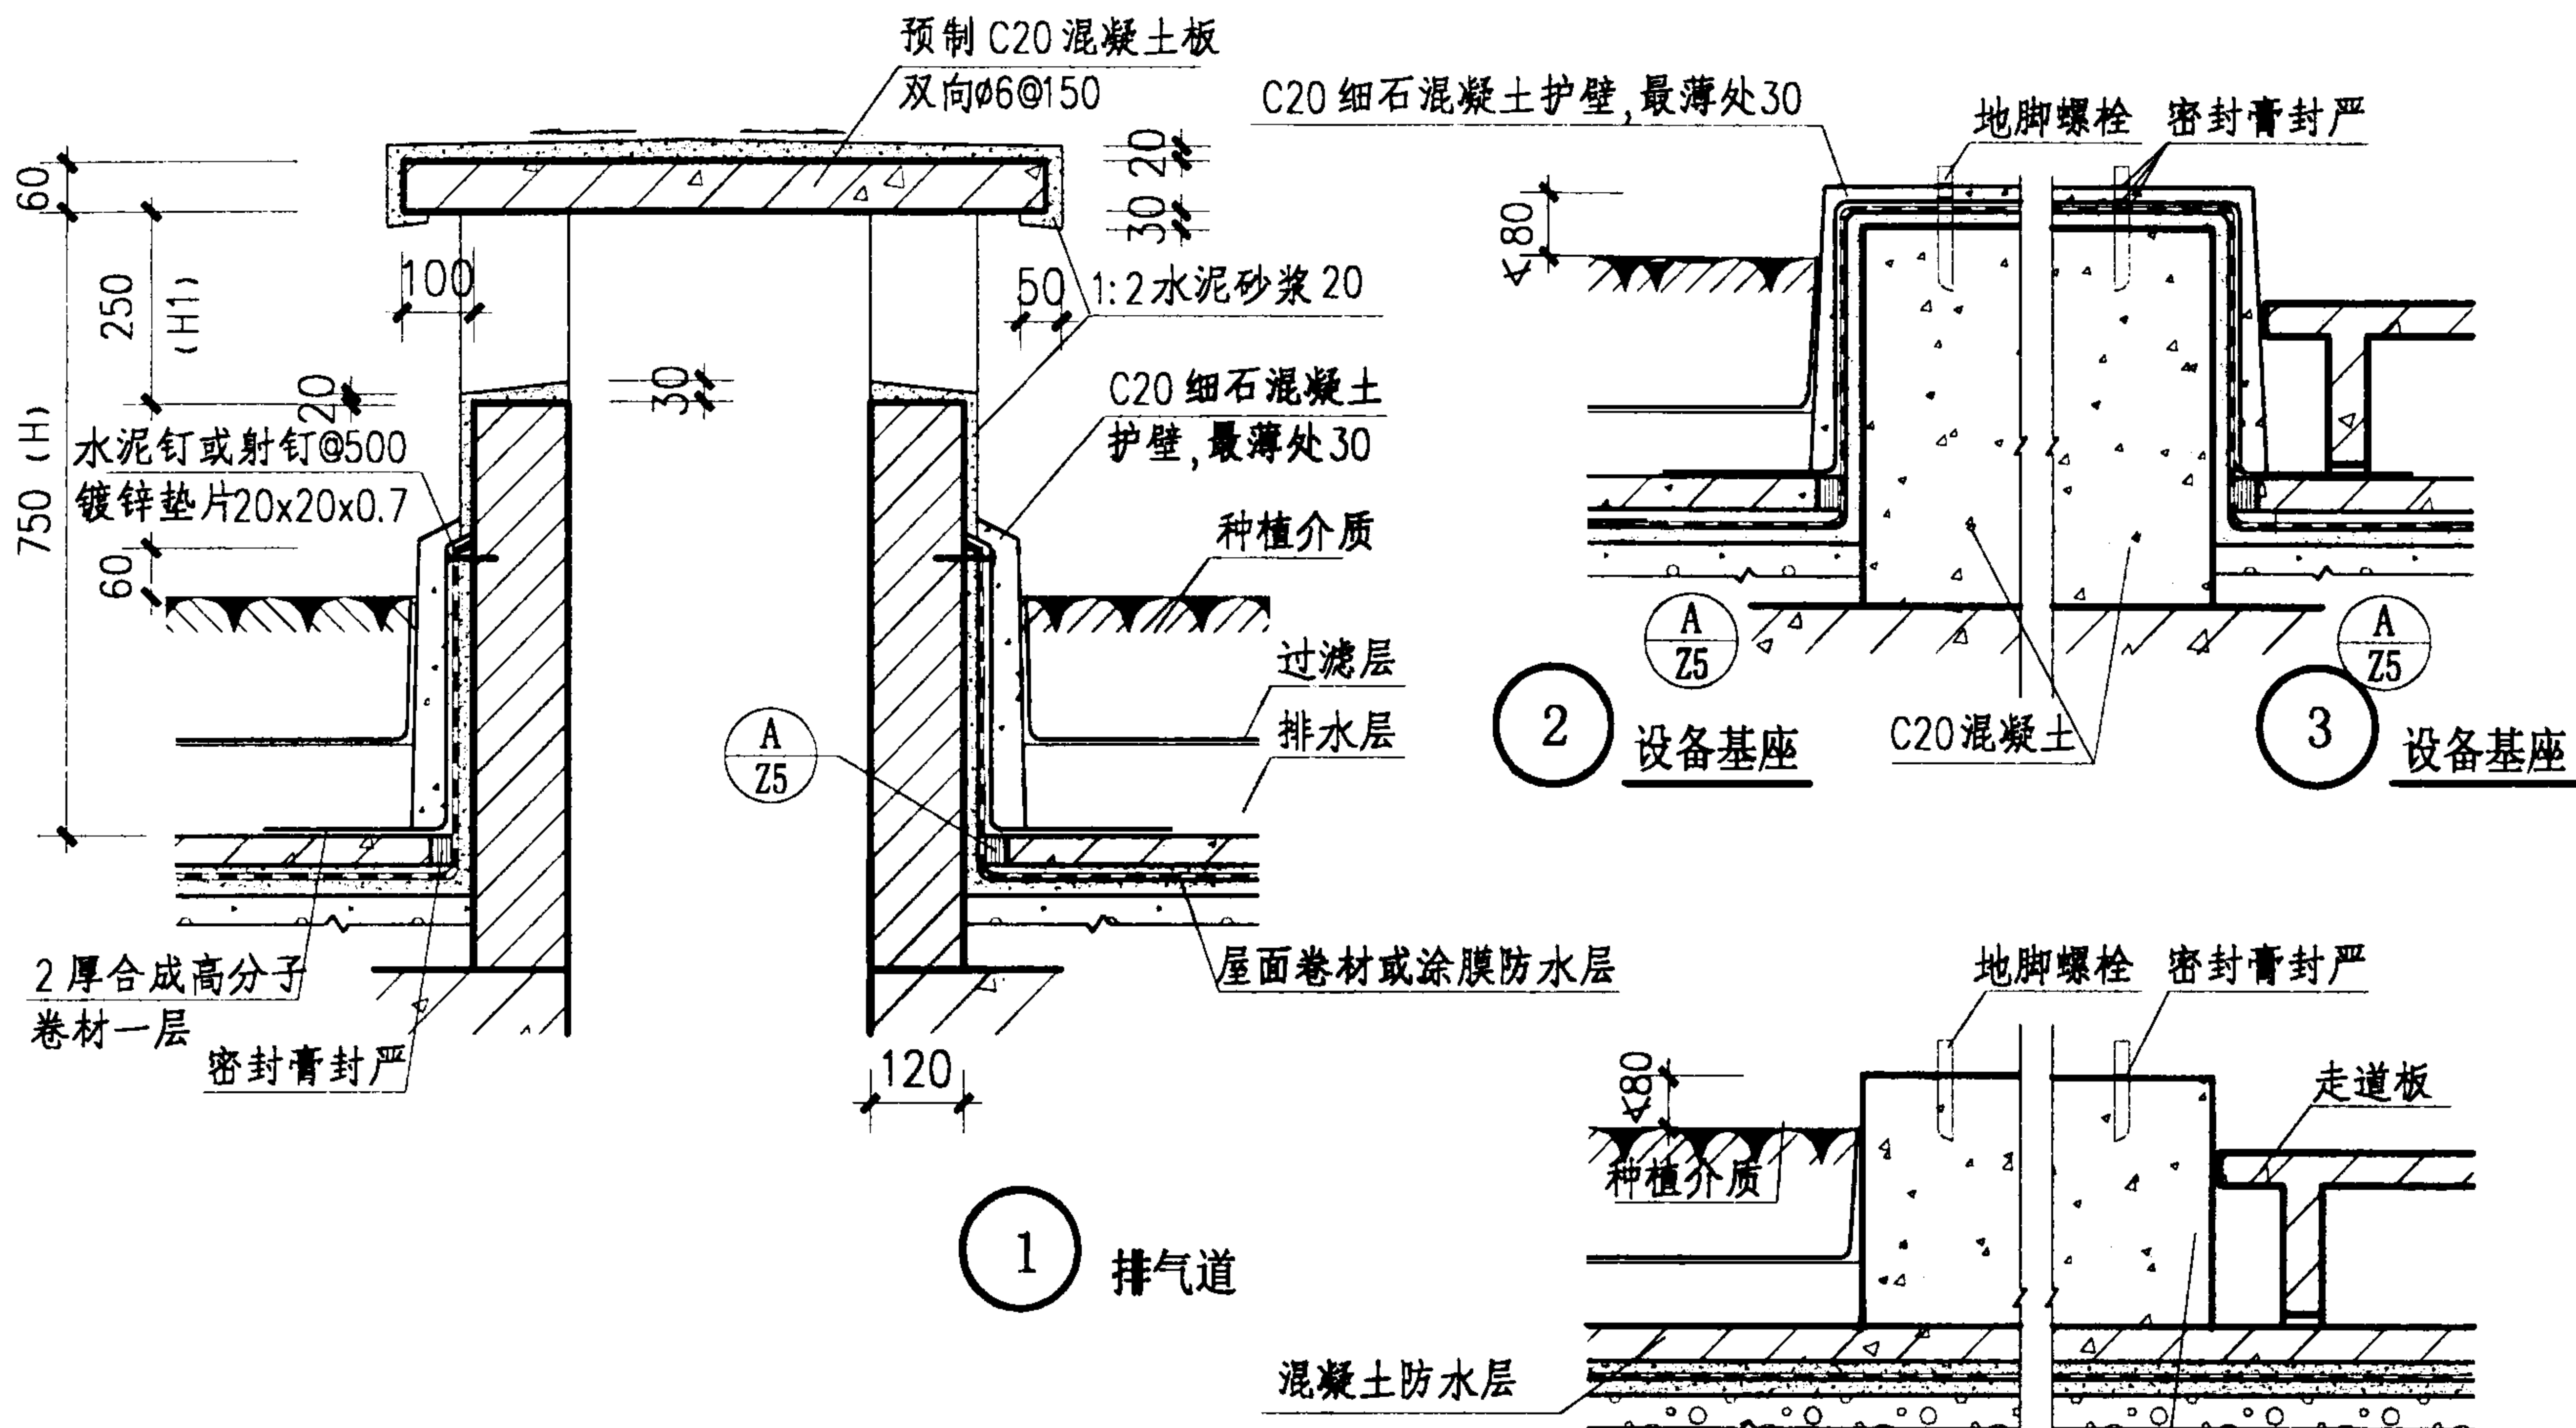 预制C20混凝土板
双向ø6@150
60
20
30
250
(H1)
750 (H)
100
50
1:2水泥砂浆20
20
30
水泥钉或射钉@500
镀锌垫片20x20x0.7
60
C20细石混凝土
护壁,最薄处30
种植介质
过滤层
排水层
A
Z5
2厚合成高分子
卷材一层
密封膏封严
屋面卷材或涂膜防水层
120
1
排气道
C20细石混凝土护壁,最薄处30
地脚螺栓
密封膏封严
≮80
A
Z5
A
Z5
2
设备基座
C20混凝土
3
设备基座
地脚螺栓
密封膏封严
≮80
种植介质
走道板
混凝土防水层